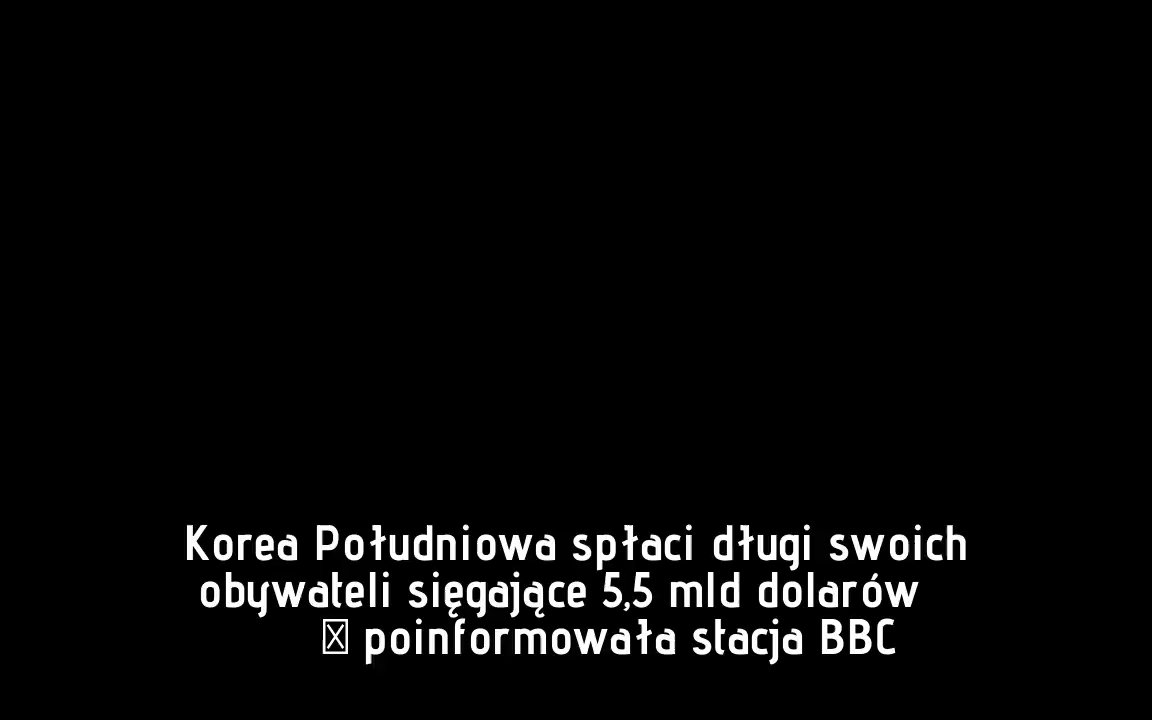 Korea Południowa spłaci długi swoich
obywateli sięgające 5,5 mld dolarów
poinformowała stacja BBC